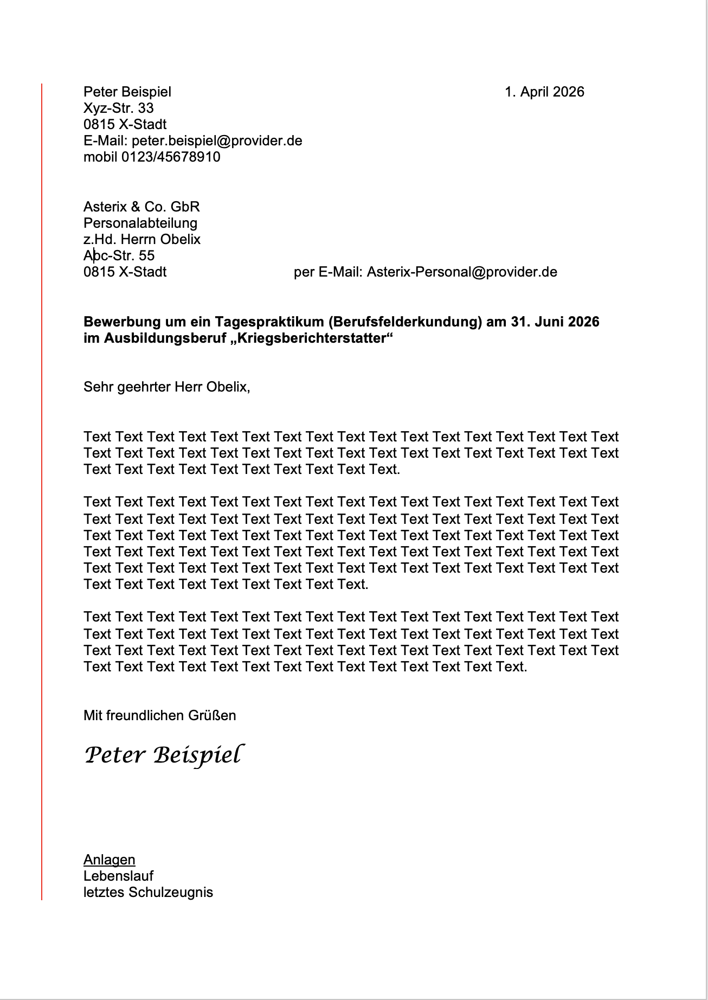 Peter Beispiel 1. April 2026
Xyz-Str. 33
0815 X-Stadt
E-Mail: peter.beispiel@provider.de
mobil 0123/45678910
Asterix & Co. GbR
Personalabteilung
z.Hd. Herrn Obelix
Abc-Str. 55
0815 X-Stadt per E-Mail: Asterix-Personal@provider.de
Bewerbung um ein Tagespraktikum (Berufsfelderkundung) am 31. Juni 2026
im Ausbildungsberuf „Kriegsberichterstatter“
Sehr geehrter Herr Obelix,
Text Text Text Text Text Text Text Text Text Text Text Text Text Text Text Text Text
Text Text Text Text Text Text Text Text Text Text Text Text Text Text Text Text Text
Text Text Text Text Text Text Text Text Text Text.
Text Text Text Text Text Text Text Text Text Text Text Text Text Text Text Text Text
Text Text Text Text Text Text Text Text Text Text Text Text Text Text Text Text Text
Text Text Text Text Text Text Text Text Text Text Text Text Text Text Text Text Text
Text Text Text Text Text Text Text Text Text Text Text Text Text Text Text Text Text
Text Text Text Text Text Text Text Text Text Text Text Text Text Text Text Text Text
Text Text Text Text Text Text Text Text Text.
Text Text Text Text Text Text Text Text Text Text Text Text Text Text Text Text Text
Text Text Text Text Text Text Text Text Text Text Text Text Text Text Text Text Text
Text Text Text Text Text Text Text Text Text Text Text Text Text Text Text Text Text
Text Text Text Text Text Text Text Text Text Text Text Text Text Text.
Mit freundlichen Grüßen
Peter Beispiel
Anlagen
Lebenslauf
letztes Schulzeugnis